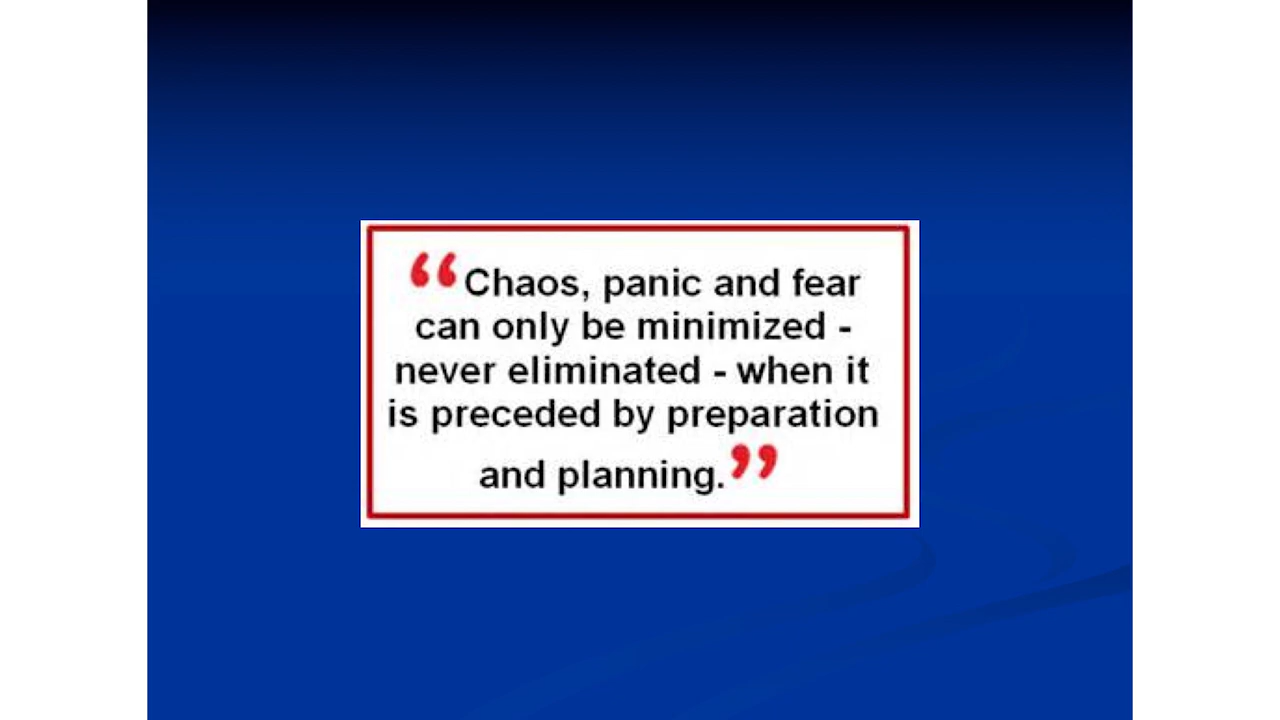 “Chaos, panic and fear
can only be minimized -
never eliminated - when it
is preceded by preparation
and planning.”